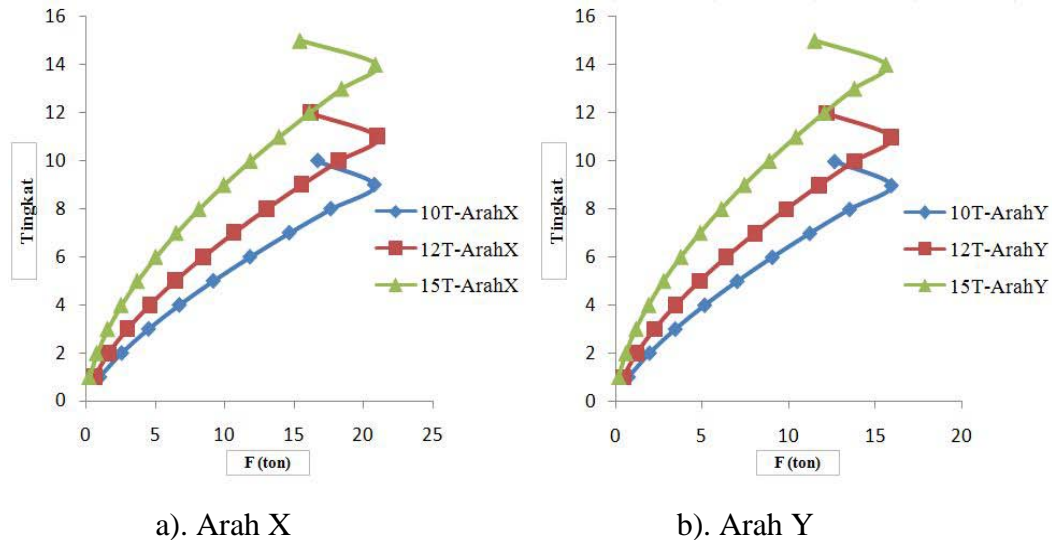 16
14
12
10
8
6
4
2
0
Tingkat
0 5 10 15 20 25
F (ton)
10T-ArahX
12T-ArahX
15T-ArahX
a). Arah X
16
14
12
10
8
6
4
2
0
Tingkat
0 5 10 15 20
F (ton)
10T-ArahY
12T-ArahY
15T-ArahY
b). Arah Y